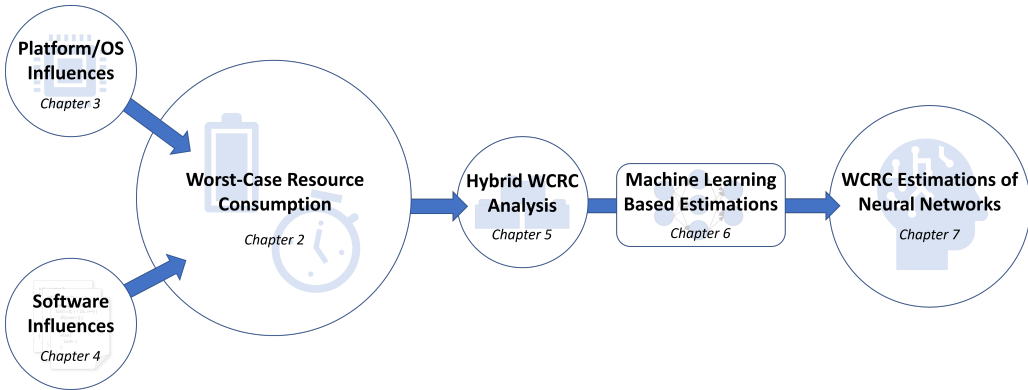 Platform/OS
Influences
Chapter 3
Worst-Case Resource
Consumption
Chapter 2
Software
Influences
Chapter 4
Hybrid WCRC
Analysis
Chapter 5
Machine Learning
Based Estimations
Chapter 6
WCRC Estimations of
Neural Networks
Chapter 7